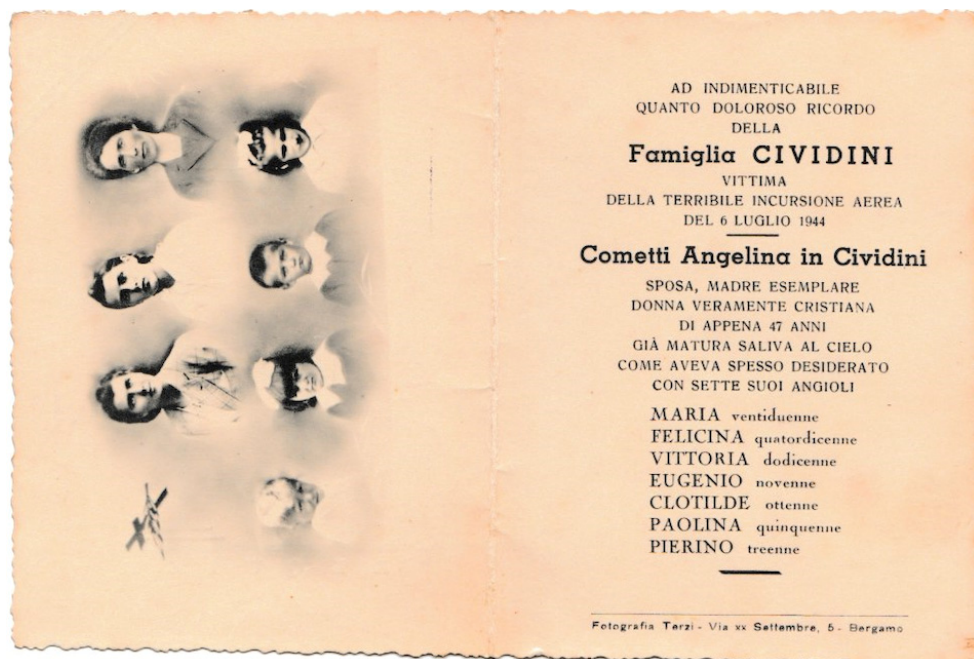 AD INDIMENTICABILE
QUANTO DOLOROSO RICORDO
DELLA
Famiglia CIVIDINI
VITTIMA
DELLA TERRIBILE INCURSIONE AEREA
DEL 6 LUGLIO 1944
Cometti Angelina in Cividini
SPOSA, MADRE ESEMPLARE
DONNA VERAMENTE CRISTIANA
DI APPENA 47 ANNI
GIÀ MATURA SALIVA AL CIELO
COME AVEVA SPESSO DESIDERATO
CON SETTE SUOI ANGIOLI
MARIA ventiduenne
FELICINA quatordicenne
VITTORIA dodicenne
EUGENIO novenne
CLOTILDE ottenne
PAOLINA quinquenne
PIERINO treenne
Fotografia Terzi - Via xx Settembre, 5 - Bergamo